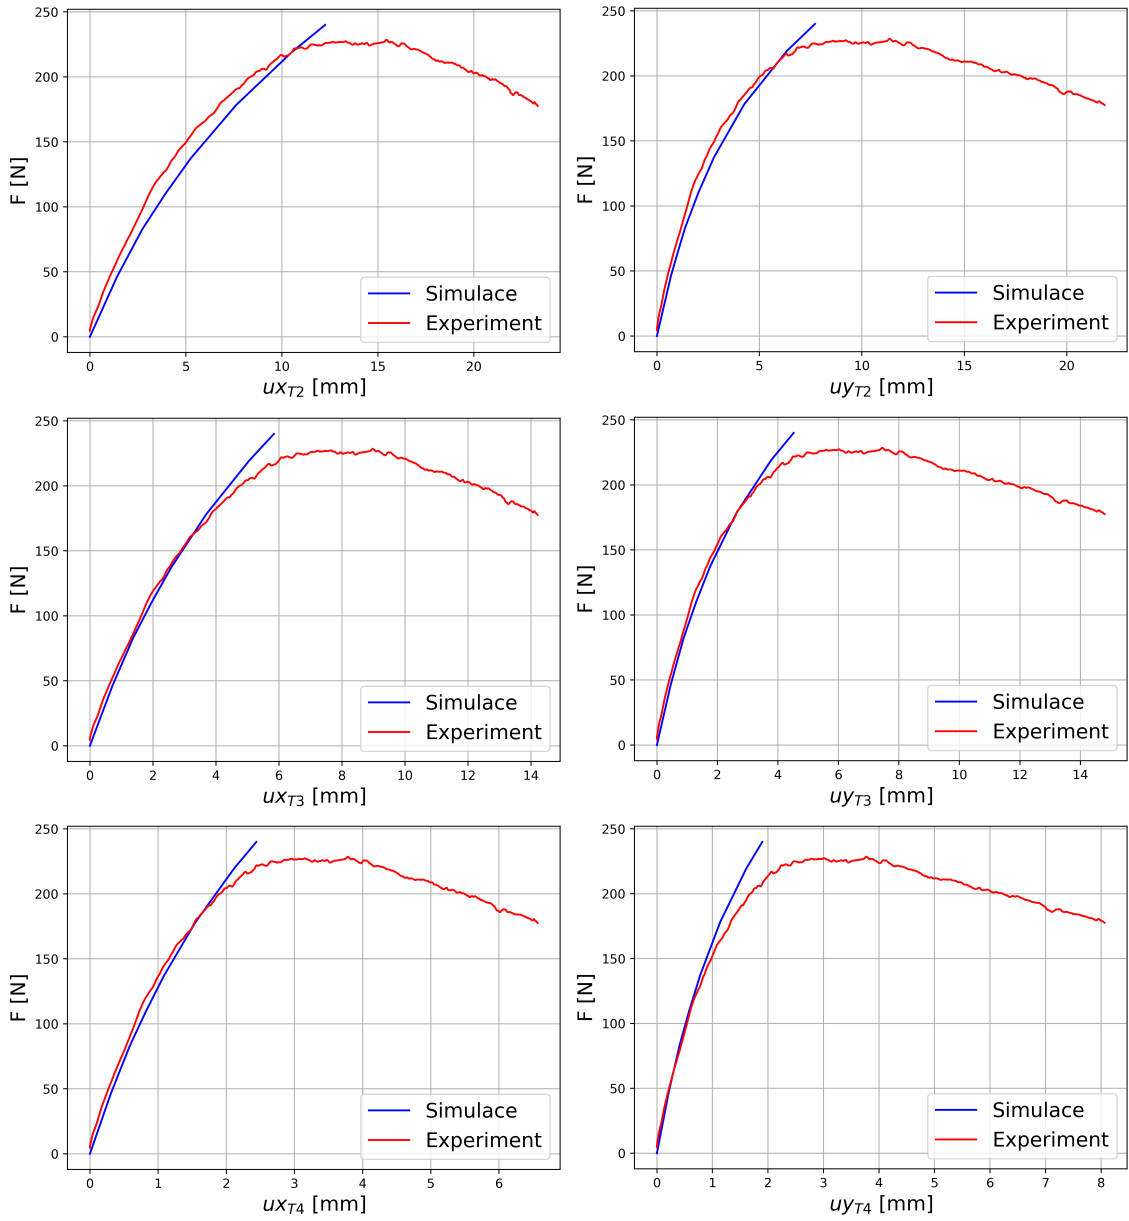 250
200
150
100
50
0
F [N]
0 5 10 15 20
ux_T2 [mm]
Simulace
Experiment
250
200
150
100
50
0
F [N]
0 5 10 15 20
uy_T2 [mm]
Simulace
Experiment
250
200
150
100
50
0
F [N]
0 2 4 6 8 10 12 14
ux_T3 [mm]
Simulace
Experiment
250
200
150
100
50
0
F [N]
0 2 4 6 8 10 12 14
uy_T3 [mm]
Simulace
Experiment
250
200
150
100
50
0
F [N]
0 1 2 3 4 5 6
ux_T4 [mm]
Simulace
Experiment
250
200
150
100
50
0
F [N]
0 1 2 3 4 5 6 7 8
uy_T4 [mm]
Simulace
Experiment